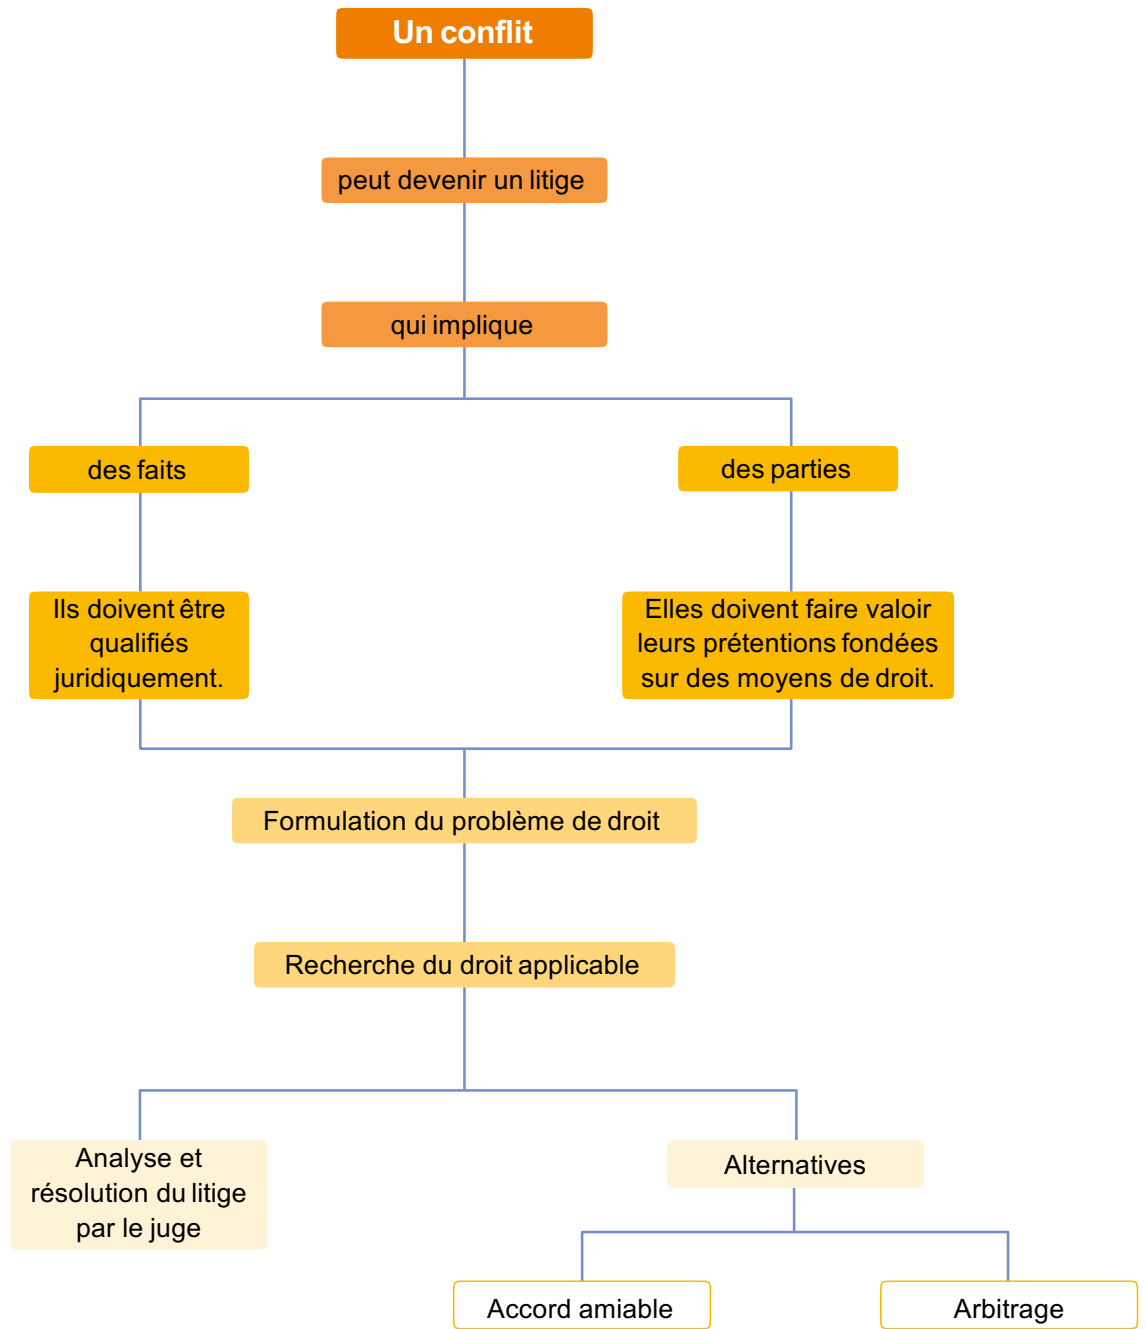 Un conflit
peut devenir un litige
qui implique
des faits
des parties
Ils doivent être
qualifiés
juridiquement.
Elles doivent faire valoir
leurs prétentions fondées
sur des moyens de droit.
Formulation du problème de droit
Recherche du droit applicable
Analyse et
résolution du litige
par le juge
Alternatives
Accord amiable
Arbitrage